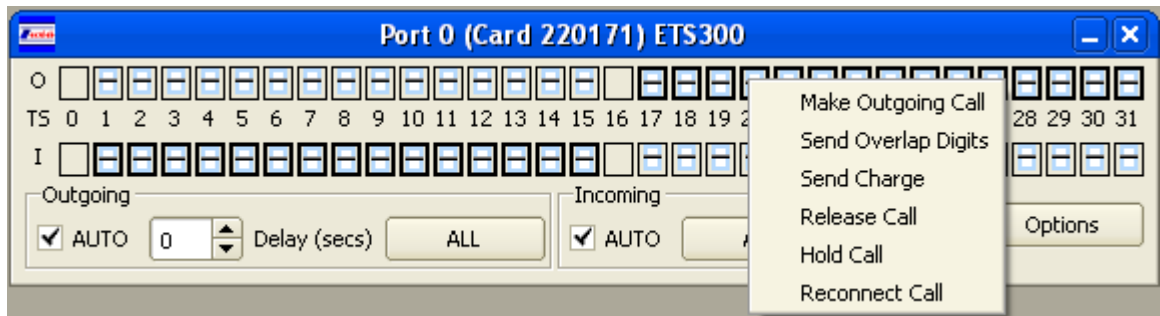 Port 0 (Card 220171) ETS300
O
TS 0 1 2 3 4 5 6 7 8 9 10 11 12 13 14 15 16 17 18 19 28 29 30 31
I
Make Outgoing Call
Send Overlap Digits
Send Charge
Release Call
Hold Call
Reconnect Call
Outgoing
AUTO 0 Delay (secs) ALL
Incoming
AUTO
Options